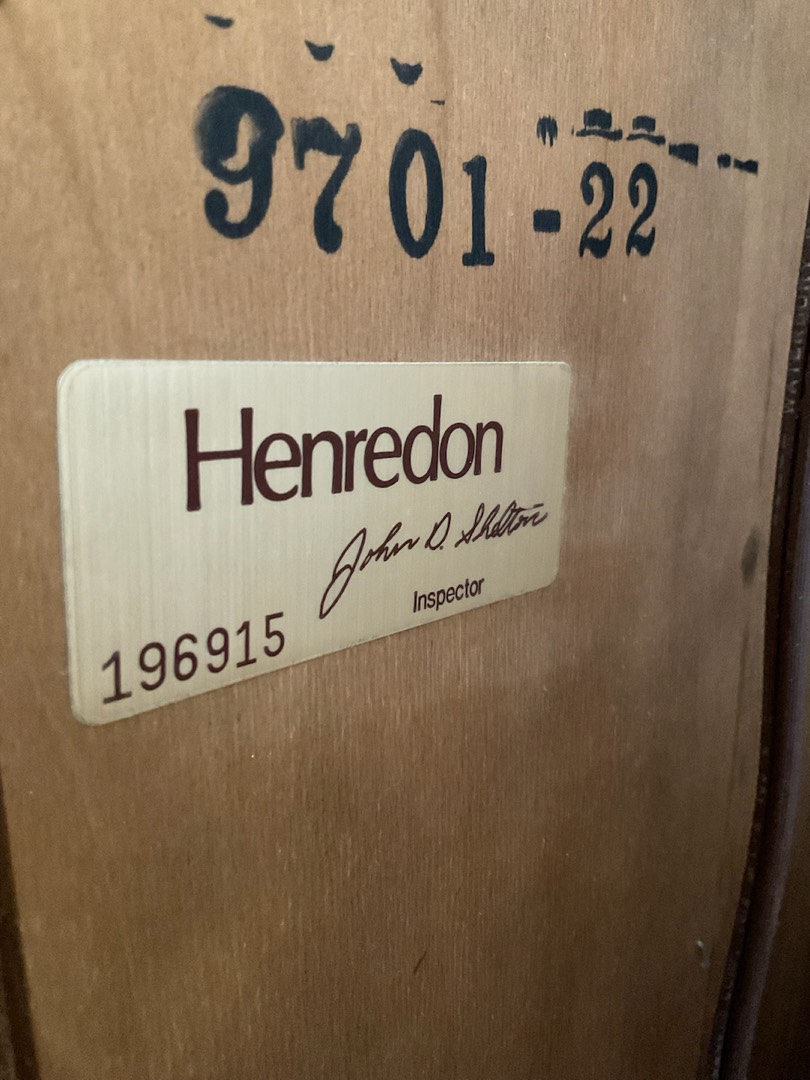 9701-22
Henredon
John D. Shelton
Inspector
196915